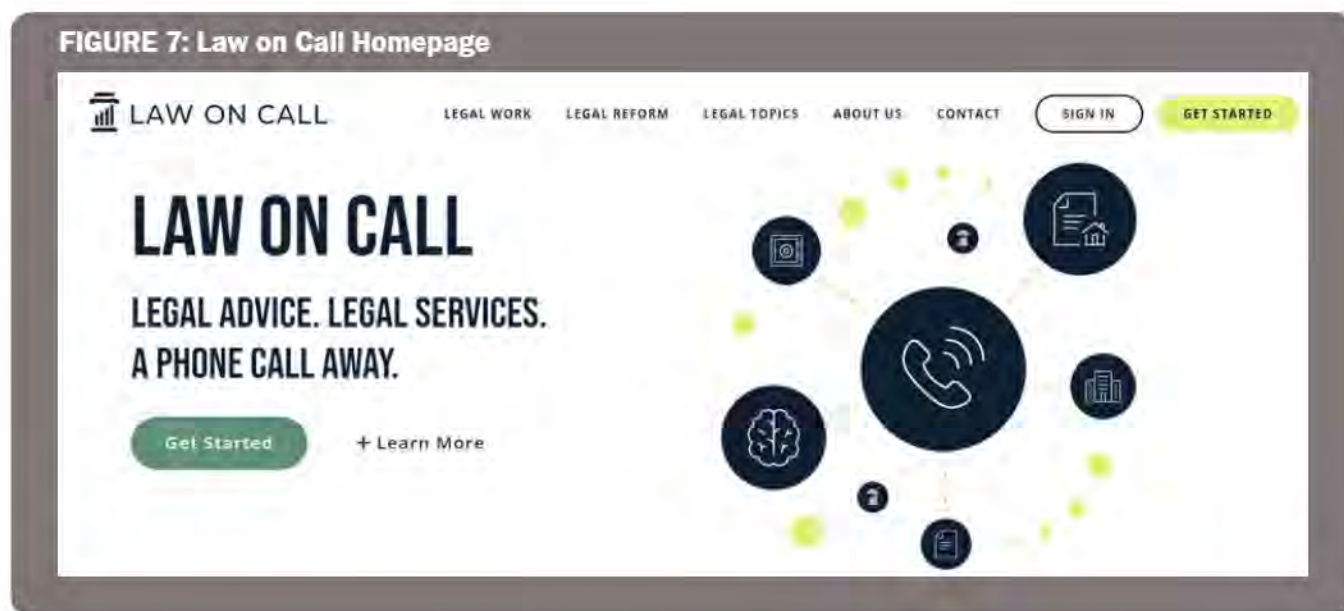 FIGURE 7: Law on Call Homepage
LAW ON CALL
LEGAL WORK
LEGAL REFORM
LEGAL TOPICS
ABOUT US
CONTACT
SIGN IN
GET STARTED
LAW ON CALL
LEGAL ADVICE. LEGAL SERVICES.
A PHONE CALL AWAY.
Get Started
+ Learn More